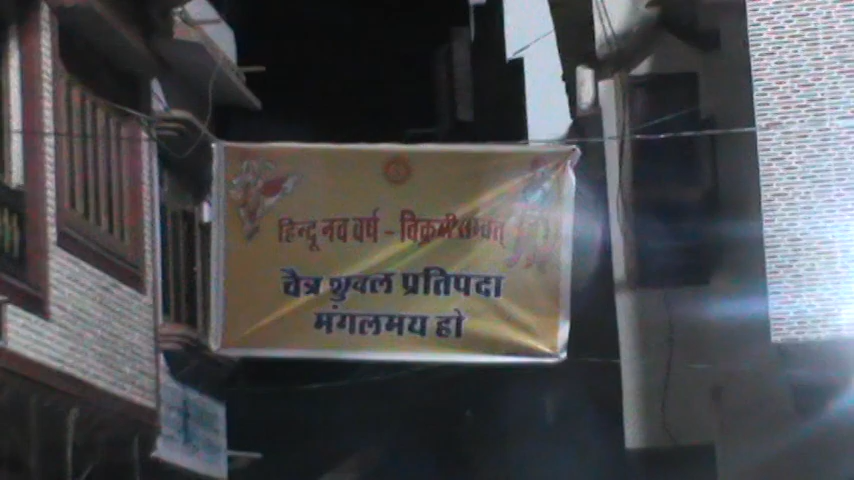 हिन्दू नव वर्ष - विक्रमी संवत्
चैत्र शुक्ल प्रतिपदा
मंगलमय हो